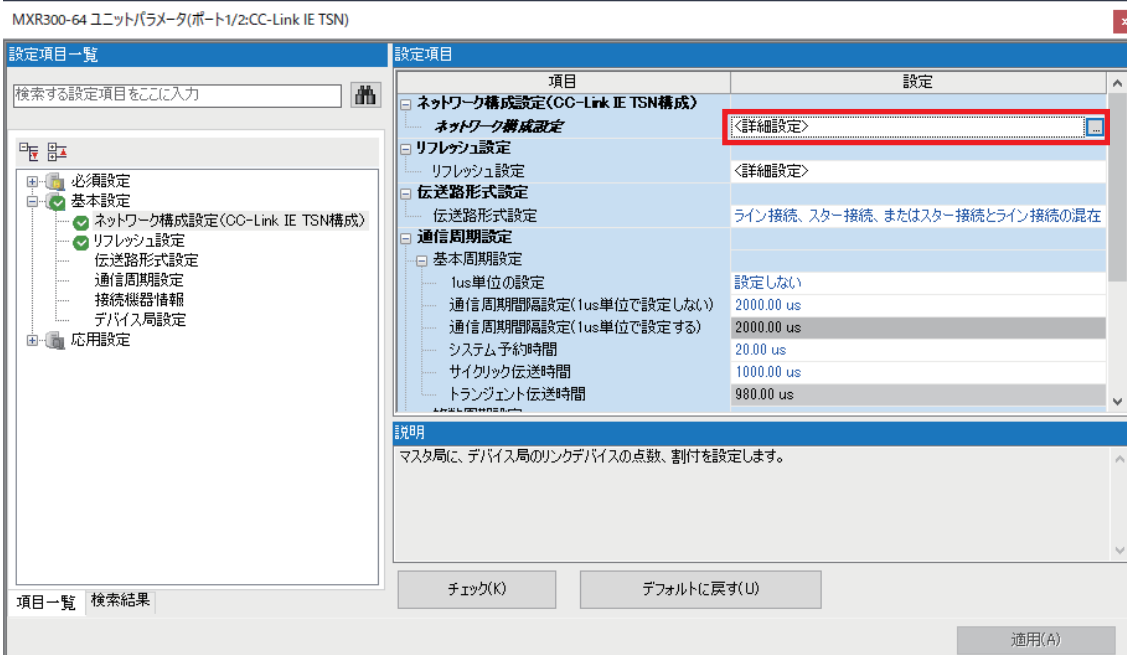 MXR300-64 ユニットパラメータ(ポート1/2:CC-Link IE TSN)
設定項目一覧
検索する設定項目をここに入力
必須設定
基本設定
ネットワーク構成設定(CC-Link IE TSN構成)
リフレッシュ設定
伝送路形式設定
通信周期設定
接続機器情報
デバイス局設定
応用設定
項目一覧 検索結果
設定項目
項目 設定
ネットワーク構成設定(CC-Link IE TSN構成)
ネットワーク構成設定 <詳細設定> ...
リフレッシュ設定
リフレッシュ設定 <詳細設定>
伝送路形式設定
伝送路形式設定 ライン接続、スター接続、またはスター接続とライン接続の混在
通信周期設定
基本周期設定
1us単位の設定 設定しない
通信周期間隔設定(1us単位で設定しない) 2000.00 us
通信周期間隔設定(1us単位で設定する) 2000.00 us
システム予約時間 20.00 us
サイクリック伝送時間 1000.00 us
トランジェント伝送時間 980.00 us
説明
マスタ局に、デバイス局のリンクデバイスの点数、割付を設定します。
チェック(K) デフォルトに戻す(U)
適用(A)